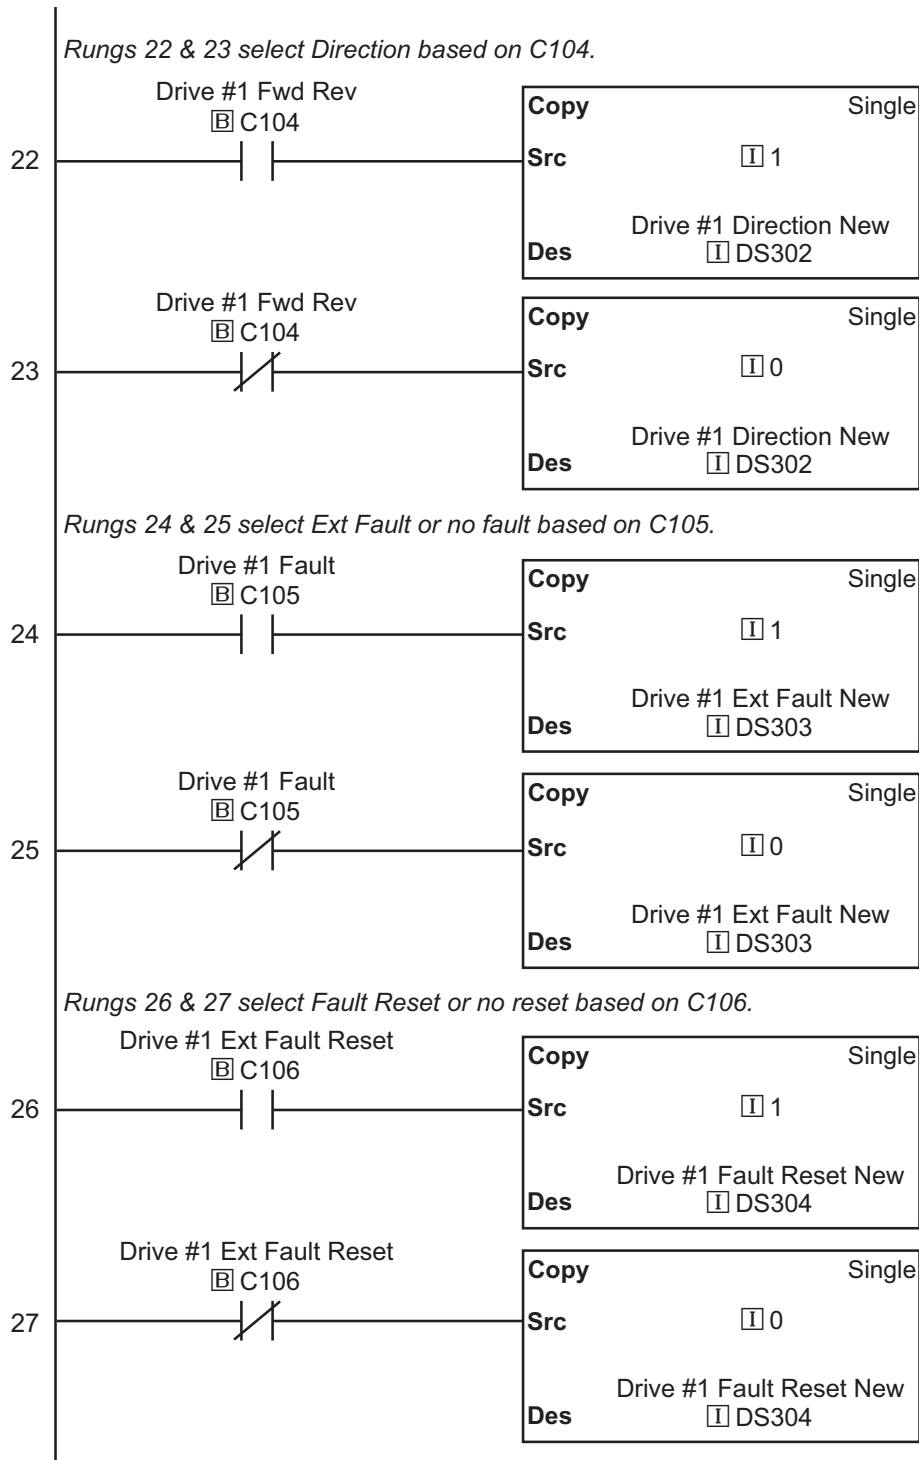 Rungs 22 & 23 select Direction based on C104.
Drive #1 Fwd Rev
B C104
22
Copy Single
Src I 1
Drive #1 Direction New
Des I DS302
Drive #1 Fwd Rev
B C104
23
Copy Single
Src I 0
Drive #1 Direction New
Des I DS302
Rungs 24 & 25 select Ext Fault or no fault based on C105.
Drive #1 Fault
B C105
24
Copy Single
Src I 1
Drive #1 Ext Fault New
Des I DS303
Drive #1 Fault
B C105
25
Copy Single
Src I 0
Drive #1 Ext Fault New
Des I DS303
Rungs 26 & 27 select Fault Reset or no reset based on C106.
Drive #1 Ext Fault Reset
B C106
26
Copy Single
Src I 1
Drive #1 Fault Reset New
Des I DS304
Drive #1 Ext Fault Reset
B C106
27
Copy Single
Src I 0
Drive #1 Fault Reset New
Des I DS304